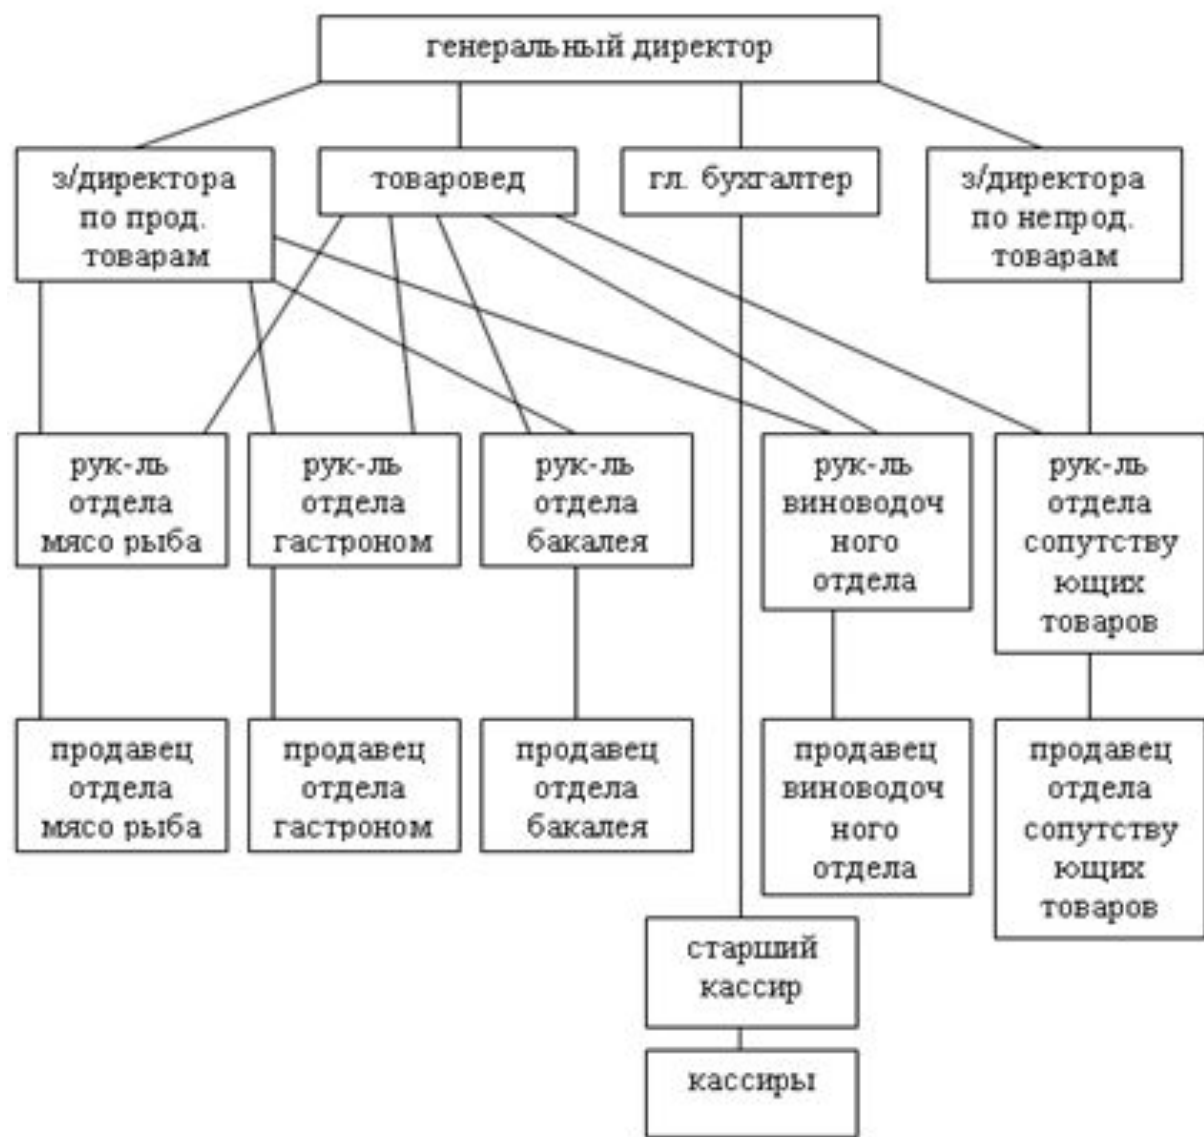 генеральный директор
з/директора
по прод.
товарам
товаровед
гл. бухгалтер
з/директора
по непрод.
товарам
рук-ль
отдела
мясо рыба
рук-ль
отдела
гастроном
рук-ль
отдела
бакалея
рук-ль
виноводоч
ного
отдела
рук-ль
отдела
сопутству
ющих
товаров
продавец
отдела
мясо рыба
продавец
отдела
гастроном
продавец
отдела
бакалея
продавец
виноводоч
ного
отдела
продавец
отдела
сопутству
ющих
товаров
старший
кассир
кассиры